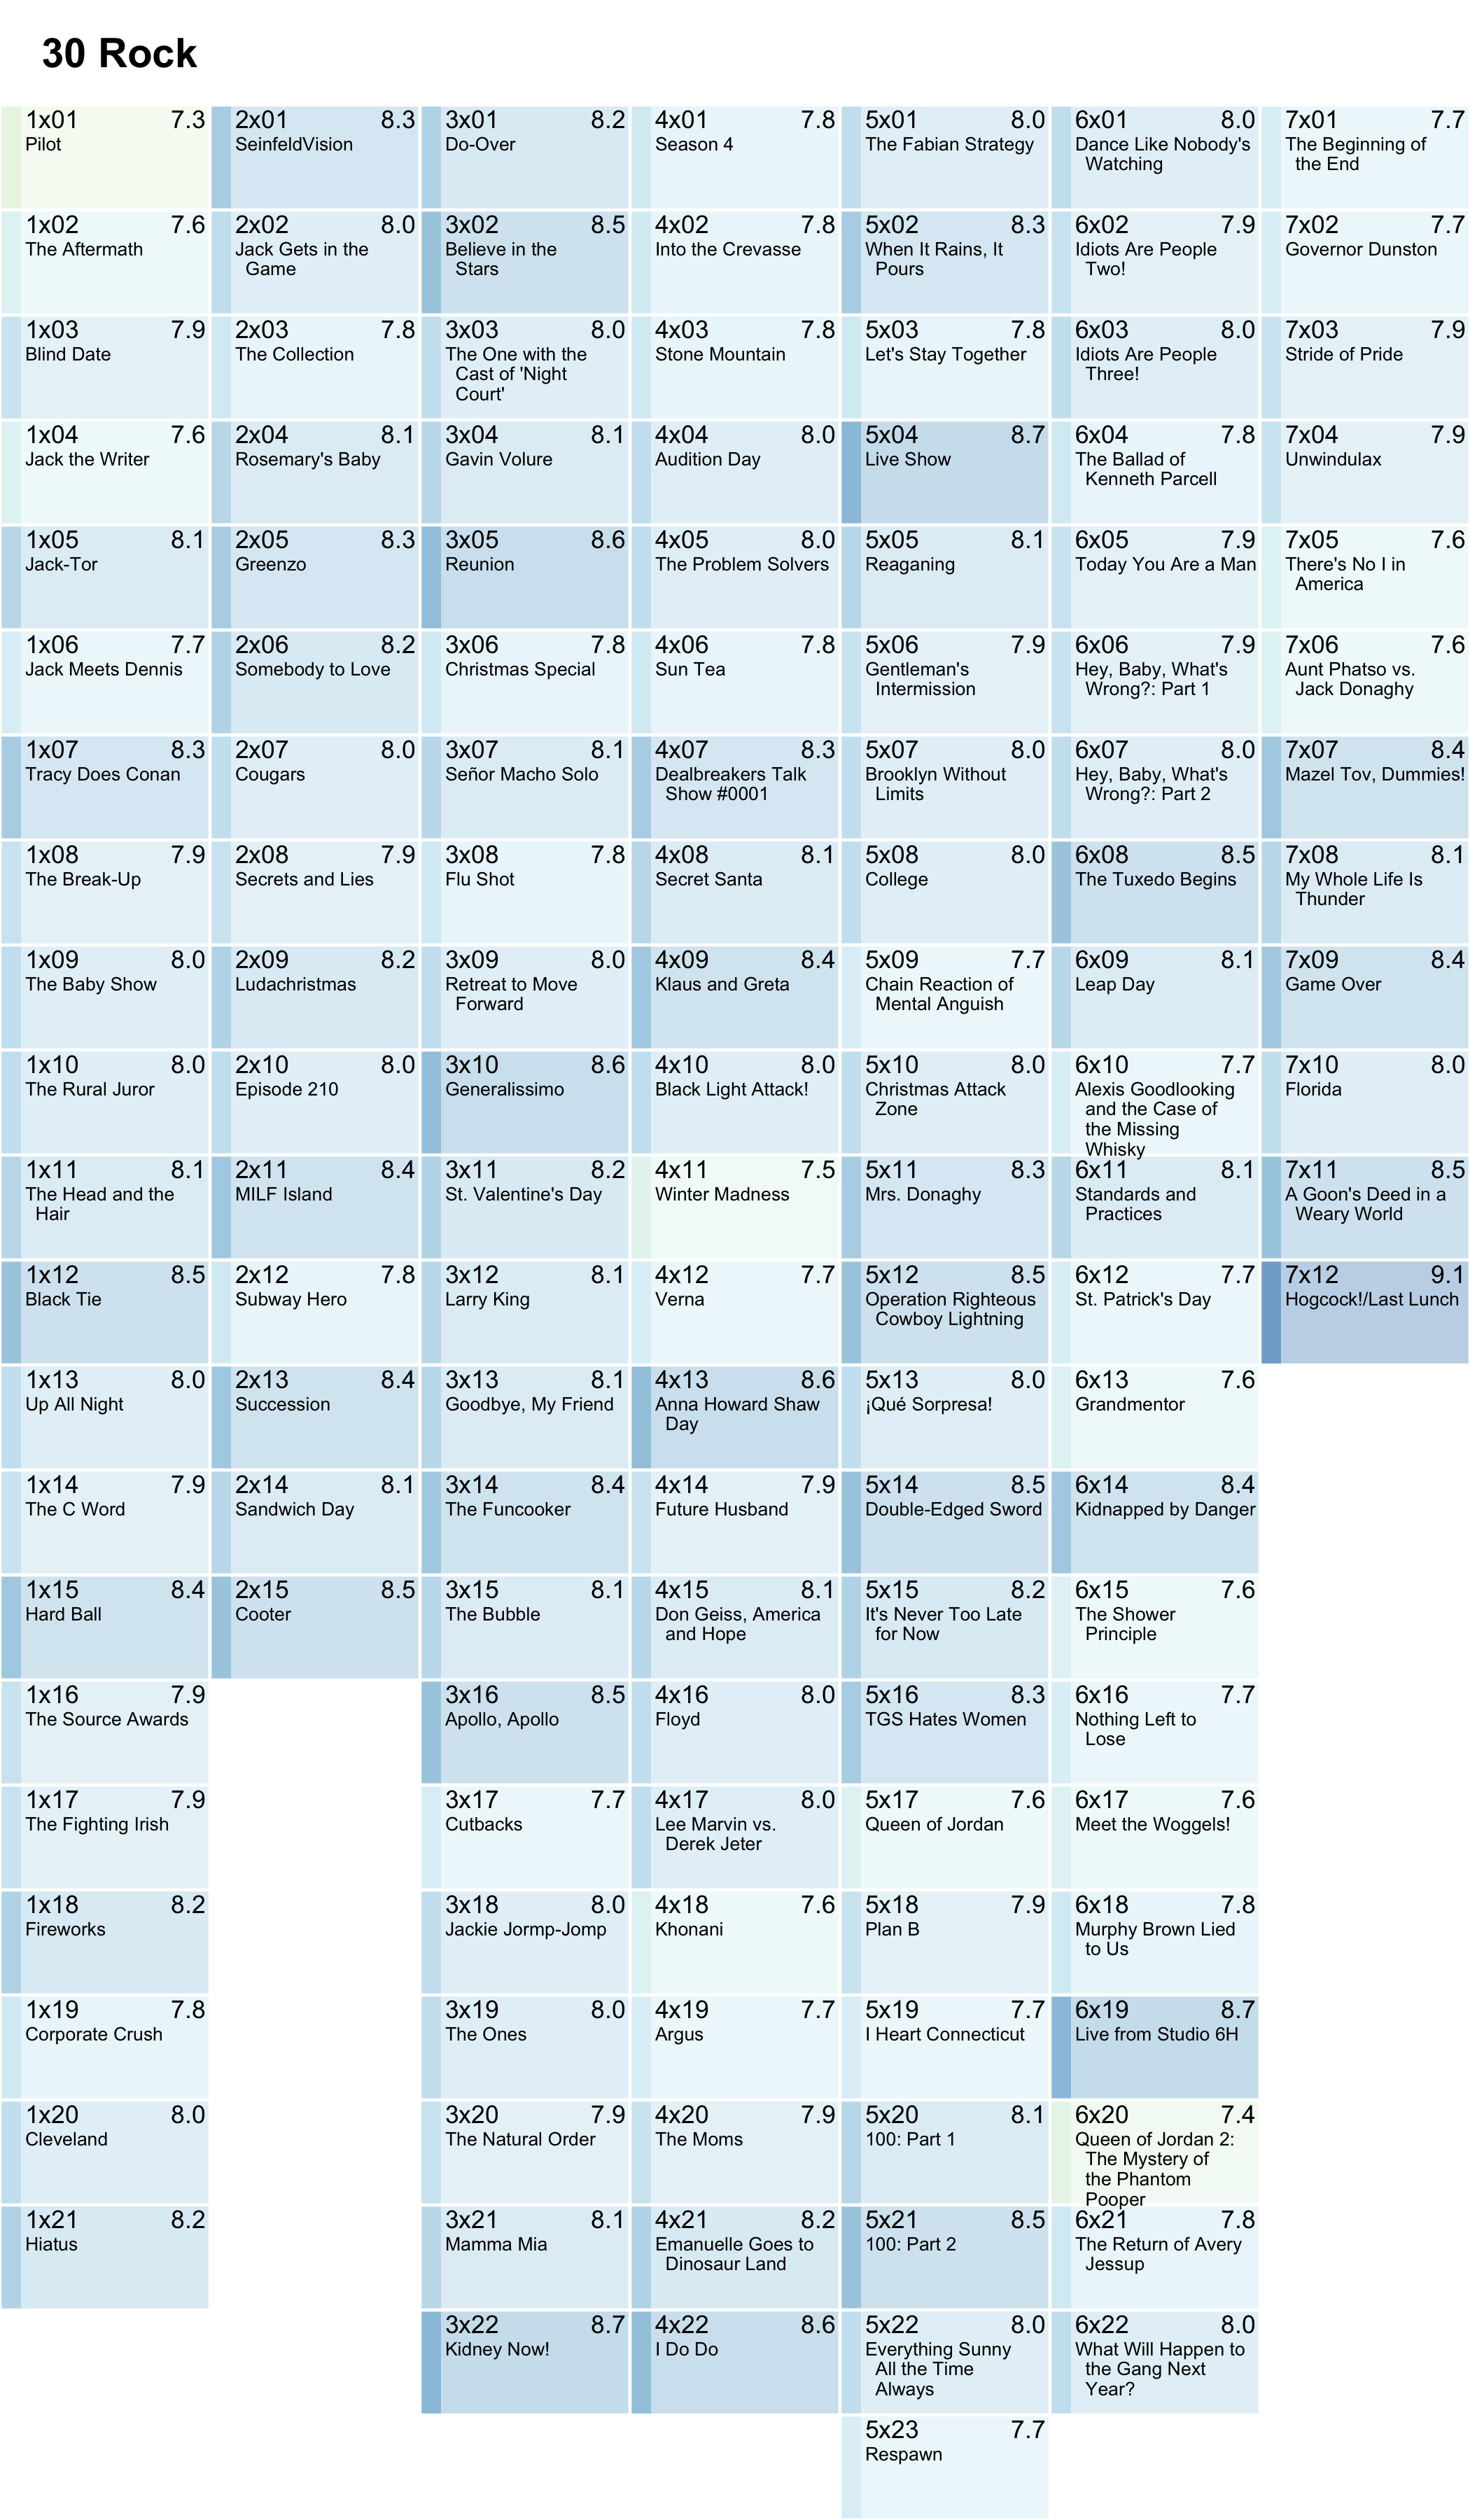 30 Rock
1x01 7.3
Pilot
2x01 8.3
SeinfeldVision
3x01 8.2
Do-Over
4x01 7.8
Season 4
5x01 8.0
The Fabian Strategy
6x01 8.0
Dance Like Nobody's
Watching
7x01 7.7
The Beginning of
the End
1x02 7.6
The Aftermath
2x02 8.0
Jack Gets in the
Game
3x02 8.5
Believe in the
Stars
4x02 7.8
Into the Crevasse
5x02 8.3
When It Rains, It
Pours
6x02 7.9
Idiots Are People
Two!
7x02 7.7
Governor Dunston
1x03 7.9
Blind Date
2x03 7.8
The Collection
3x03 8.0
The One with the
Cast of 'Night
Court'
4x03 7.8
Stone Mountain
5x03 7.8
Let's Stay Together
6x03 8.0
Idiots Are People
Three!
7x03 7.9
Stride of Pride
1x04 7.6
Jack the Writer
2x04 8.1
Rosemary's Baby
3x04 8.1
Gavin Volure
4x04 8.0
Audition Day
5x04 8.7
Live Show
6x04 7.8
The Ballad of
Kenneth Parcell
7x04 7.9
Unwindulax
1x05 8.1
Jack-Tor
2x05 8.3
Greenzo
3x05 8.6
Reunion
4x05 8.0
The Problem Solvers
5x05 8.1
Reaganing
6x05 7.9
Today You Are a Man
7x05 7.6
There's No I in
America
1x06 7.7
Jack Meets Dennis
2x06 8.2
Somebody to Love
3x06 7.8
Christmas Special
4x06 7.8
Sun Tea
5x06 7.9
Gentleman's
Intermission
6x06 7.9
Hey, Baby, What's
Wrong?: Part 1
7x06 7.6
Aunt Phatso vs.
Jack Donaghy
1x07 8.3
Tracy Does Conan
2x07 8.0
Cougars
3x07 8.1
Señor Macho Solo
4x07 8.3
Dealbreakers Talk
Show #0001
5x07 8.0
Brooklyn Without
Limits
6x07 8.0
Hey, Baby, What's
Wrong?: Part 2
7x07 8.4
Mazel Tov, Dummies!
1x08 7.9
The Break-Up
2x08 7.9
Secrets and Lies
3x08 7.8
Flu Shot
4x08 8.1
Secret Santa
5x08 8.0
College
6x08 8.5
The Tuxedo Begins
7x08 8.1
My Whole Life Is
Thunder
1x09 8.0
The Baby Show
2x09 8.2
Ludachristmas
3x09 8.0
Retreat to Move
Forward
4x09 8.4
Klaus and Greta
5x09 7.7
Chain Reaction of
Mental Anguish
6x09 8.1
Leap Day
7x09 8.4
Game Over
1x10 8.0
The Rural Juror
2x10 8.0
Episode 210
3x10 8.6
Generalissimo
4x10 8.0
Black Light Attack!
5x10 8.0
Christmas Attack
Zone
6x10 7.7
Alexis Goodlooking
and the Case of
the Missing
Whisky
7x10 8.0
Florida
1x11 8.1
The Head and the
Hair
2x11 8.4
MILF Island
3x11 8.2
St. Valentine's Day
4x11 7.5
Winter Madness
5x11 8.3
Mrs. Donaghy
6x11 8.1
Standards and
Practices
7x11 8.5
A Goon's Deed in a
Weary World
1x12 8.5
Black Tie
2x12 7.8
Subway Hero
3x12 8.1
Larry King
4x12 7.7
Verna
5x12 8.5
Operation Righteous
Cowboy Lightning
6x12 7.7
St. Patrick's Day
7x12 9.1
Hogcock!/Last Lunch
1x13 8.0
Up All Night
2x13 8.4
Succession
3x13 8.1
Goodbye, My Friend
4x13 8.6
Anna Howard Shaw
Day
5x13 8.0
¡Qué Sorpresa!
6x13 7.6
Grandmentor
1x14 7.9
The C Word
2x14 8.1
Sandwich Day
3x14 8.4
The Funcooker
4x14 7.9
Future Husband
5x14 8.5
Double-Edged Sword
6x14 8.4
Kidnapped by Danger
1x15 8.4
Hard Ball
2x15 8.5
Cooter
3x15 8.1
The Bubble
4x15 8.1
Don Geiss, America
and Hope
5x15 8.2
It's Never Too Late
for Now
6x15 7.6
The Shower
Principle
1x16 7.9
The Source Awards
3x16 8.5
Apollo, Apollo
4x16 8.0
Floyd
5x16 8.3
TGS Hates Women
6x16 7.7
Nothing Left to
Lose
1x17 7.9
The Fighting Irish
3x17 7.7
Cutbacks
4x17 8.0
Lee Marvin vs.
Derek Jeter
5x17 7.6
Queen of Jordan
6x17 7.6
Meet the Woggels!
1x18 8.2
Fireworks
3x18 8.0
Jackie Jormp-Jomp
4x18 7.6
Khonani
5x18 7.9
Plan B
6x18 7.8
Murphy Brown Lied
to Us
1x19 7.8
Corporate Crush
3x19 8.0
The Ones
4x19 7.7
Argus
5x19 7.7
I Heart Connecticut
6x19 8.7
Live from Studio 6H
1x20 8.0
Cleveland
3x20 7.9
The Natural Order
4x20 7.9
The Moms
5x20 8.1
100: Part 1
6x20 7.4
Queen of Jordan 2:
The Mystery of
the Phantom
Pooper
1x21 8.2
Hiatus
3x21 8.1
Mamma Mia
4x21 8.2
Emanuelle Goes to
Dinosaur Land
5x21 8.5
100: Part 2
6x21 7.8
The Return of Avery
Jessup
3x22 8.7
Kidney Now!
4x22 8.6
I Do Do
5x22 8.0
Everything Sunny
All the Time
Always
6x22 8.0
What Will Happen to
the Gang Next
Year?
5x23 7.7
Respawn